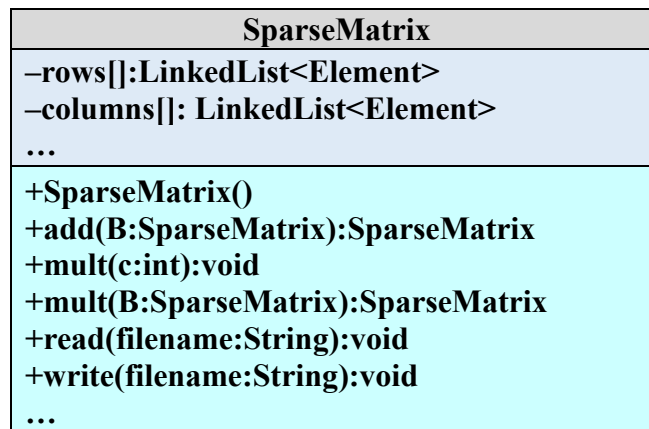 SparseMatrix
–rows[]:LinkedList<Element>
–columns[]: LinkedList<Element>
…
+SparseMatrix()
+add(B:SparseMatrix):SparseMatrix
+mult(c:int):void
+mult(B:SparseMatrix):SparseMatrix
+read(filename:String):void
+write(filename:String):void
…